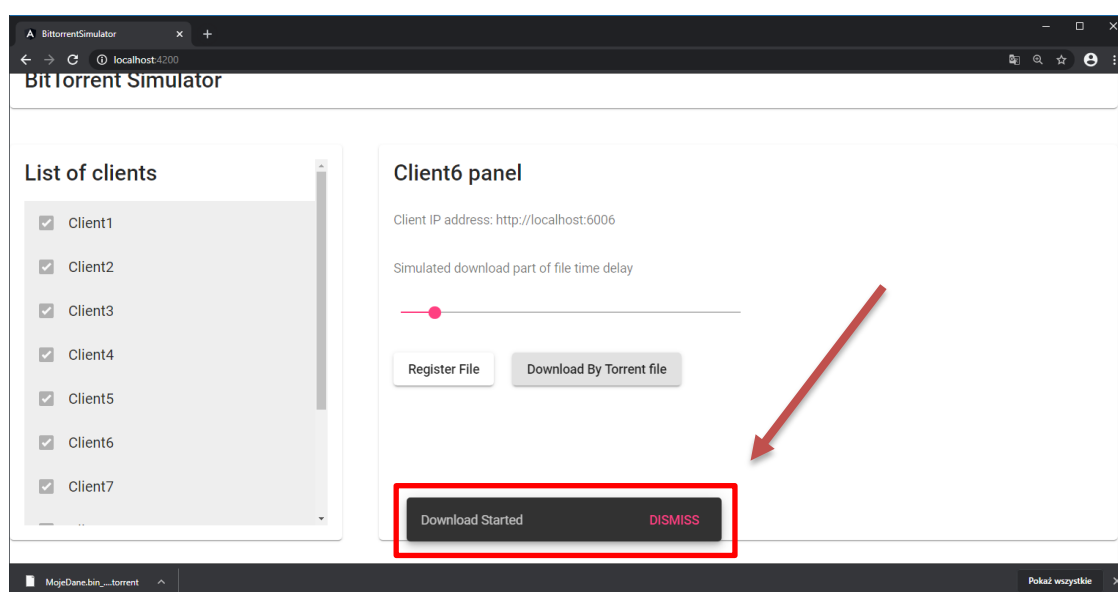 BittorrentSimulator
localhost:4200
BitTorrent Simulator
List of clients
Client1
Client2
Client3
Client4
Client5
Client6
Client7
Client6 panel
Client IP address: http://localhost:6006
Simulated download part of file time delay
Register File
Download By Torrent file
Download Started
DISMISS
MojeDane.bin_....torrent
Pokaż wszystkie